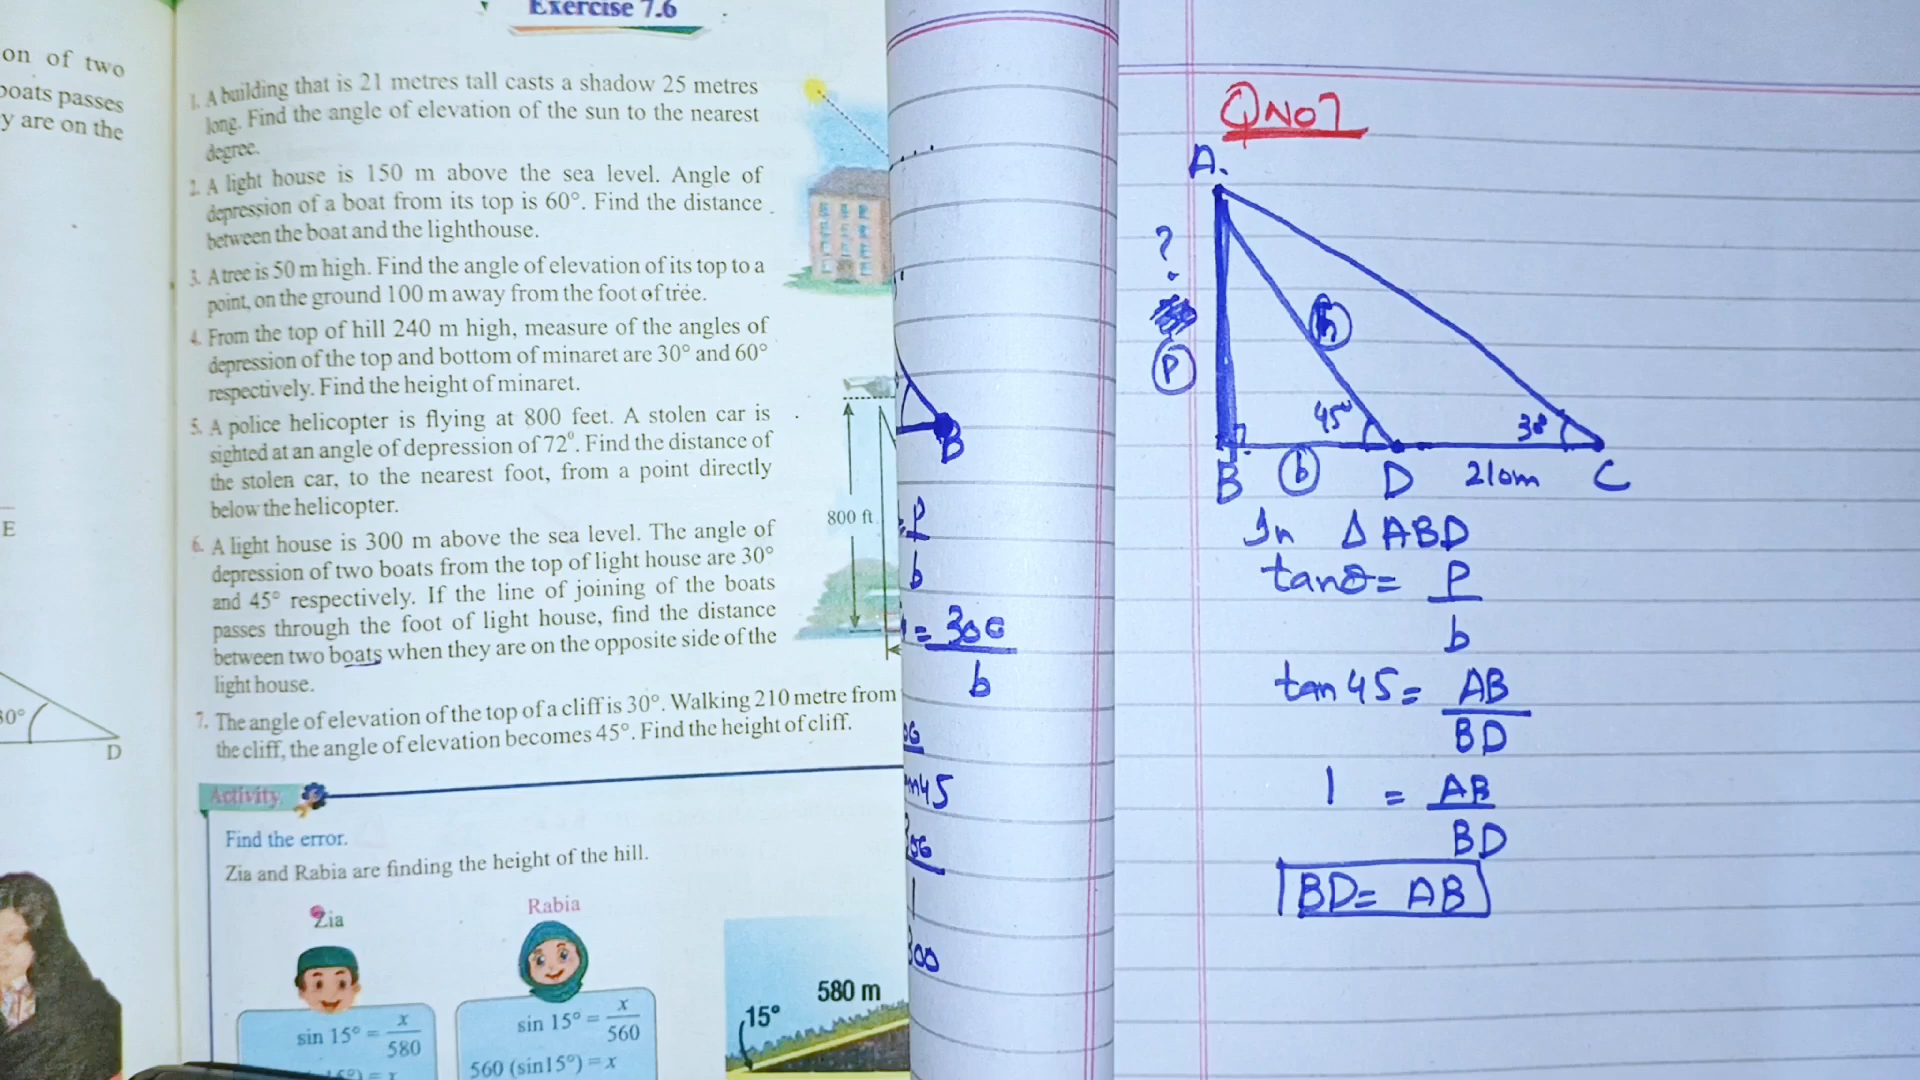 on of two
boats passes
y are on the
E
30°
D
Exercise 7.6
1. A building that is 21 metres tall casts a shadow 25 metres
long. Find the angle of elevation of the sun to the nearest
degree.
2. A light house is 150 m above the sea level. Angle of
depression of a boat from its top is 60°. Find the distance
between the boat and the lighthouse.
3. A tree is 50 m high. Find the angle of elevation of its top to a
point, on the ground 100 m away from the foot of tree.
4. From the top of hill 240 m high, measure of the angles of
depression of the top and bottom of minaret are 30° and 60°
respectively. Find the height of minaret.
5. A police helicopter is flying at 800 feet. A stolen car is
sighted at an angle of depression of 72°. Find the distance of
the stolen car, to the nearest foot, from a point directly
below the helicopter.
800 ft
6. A light house is 300 m above the sea level. The angle of
depression of two boats from the top of light house are 30°
and 45° respectively. If the line of joining of the boats
passes through the foot of light house, find the distance
between two boats when they are on the opposite side of the
light house.
7. The angle of elevation of the top of a cliff is 30°. Walking 210 metre from
the cliff, the angle of elevation becomes 45°. Find the height of cliff.
Activity
Find the error.
Zia and Rabia are finding the height of the hill.
Zia
Rabia
sin 15° = x/580
sin 15° = x/560
560 (sin15°) = x
580 m
15°
B
= P
b
= 300
b
45
1
300
Q No 7
A
?
P
h
45°
30
B b D 210m C
In Δ ABD
tanθ = P
b
tan 45 = AB
BD
1 = AB
BD
BD = AB